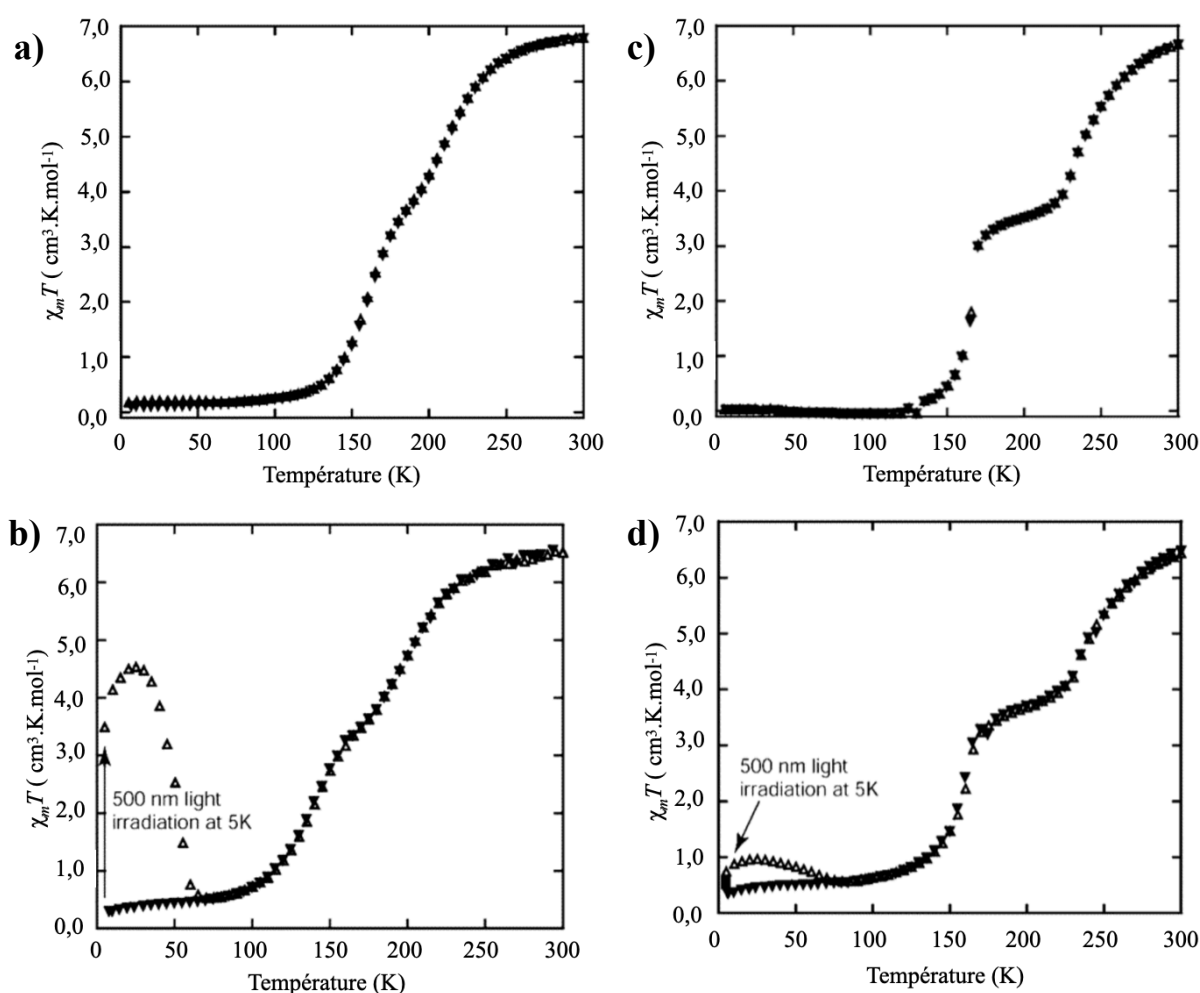 a)
7,0
6,0
5,0
4,0
3,0
2,0
1,0
0,0
χmT ( cm³.K.mol⁻¹)
0 50 100 150 200 250 300
Température (K)
c)
7,0
6,0
5,0
4,0
3,0
2,0
1,0
0,0
χmT ( cm³.K.mol⁻¹)
0 50 100 150 200 250 300
Température (K)
b)
7,0
6,0
5,0
4,0
3,0
2,0
1,0
0,0
χmT ( cm³.K.mol⁻¹)
500 nm light
irradiation at 5K
0 50 100 150 200 250 300
Température (K)
d)
7,0
6,0
5,0
4,0
3,0
2,0
1,0
0,0
χmT ( cm³.K.mol⁻¹)
500 nm light
irradiation at 5K
0 50 100 150 200 250 300
Température (K)